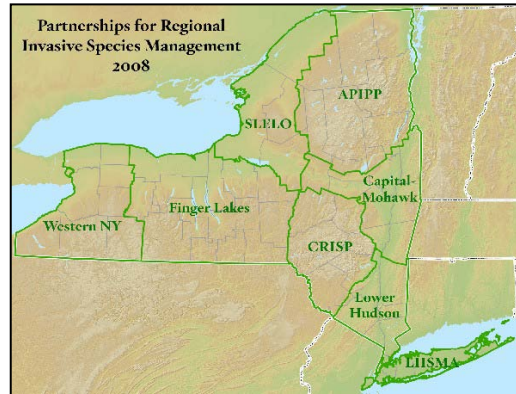 Partnerships for Regional
Invasive Species Management
2008
APIPP
SLELO
Capital-
Mohawk
Finger Lakes
Western NY
CRISP
Lower
Hudson
LIISMA